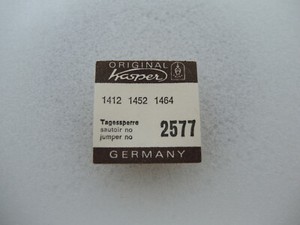 ORIGINAL
Kasper
1412 1452 1464
Tagessperre
sautoir no
jumper no
2577
GERMANY